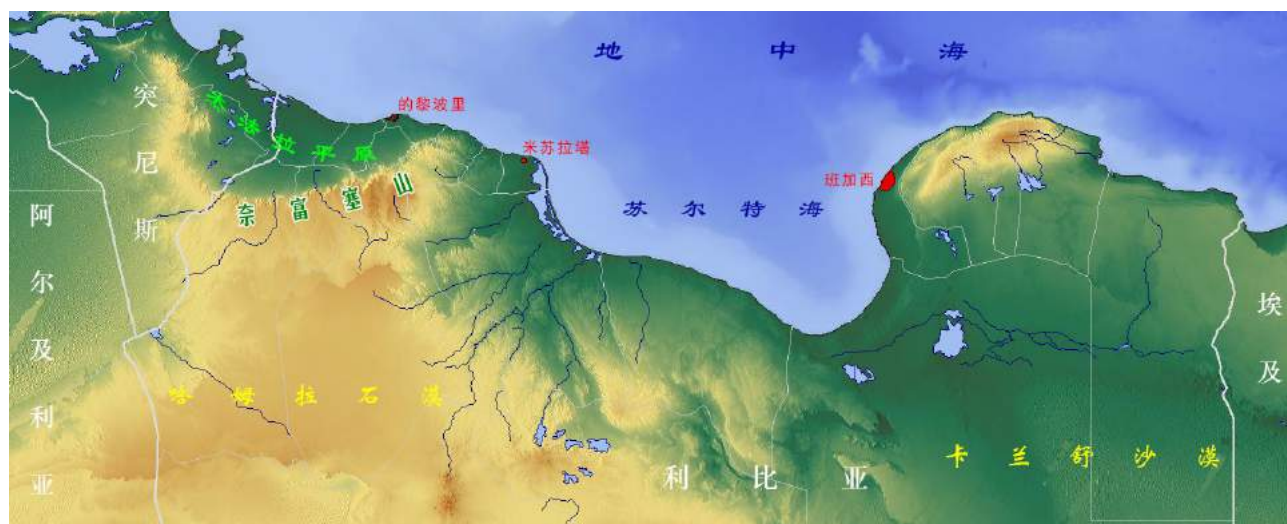 地中海
突尼斯
米法拉平原
的黎波里
米苏拉塔
班加西
苏尔特海
奈富塞山
阿尔及利亚
埃及
哈姆拉石漠
利比亚
卡兰舒沙漠